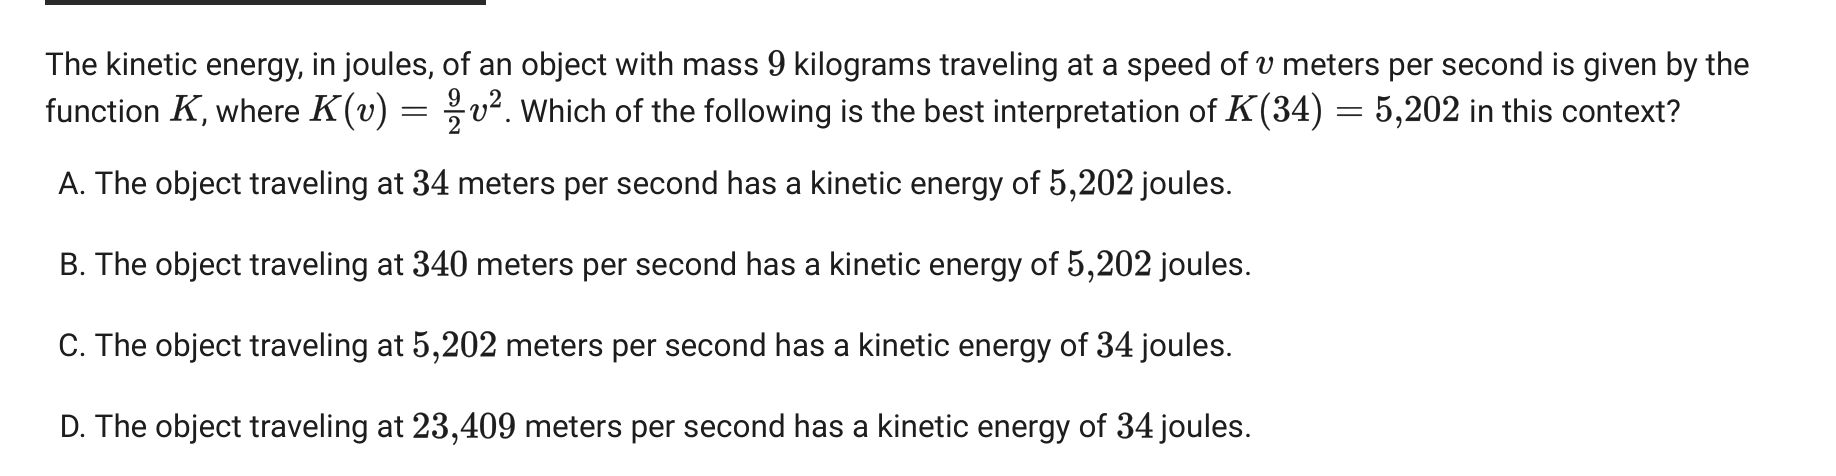 The kinetic energy, in joules, of an object with mass 9 kilograms traveling at a speed of v meters per second is given by the
function K, where K(v) = 9/2 v². Which of the following is the best interpretation of K(34) = 5,202 in this context?
A. The object traveling at 34 meters per second has a kinetic energy of 5,202 joules.
B. The object traveling at 340 meters per second has a kinetic energy of 5,202 joules.
C. The object traveling at 5,202 meters per second has a kinetic energy of 34 joules.
D. The object traveling at 23,409 meters per second has a kinetic energy of 34 joules.